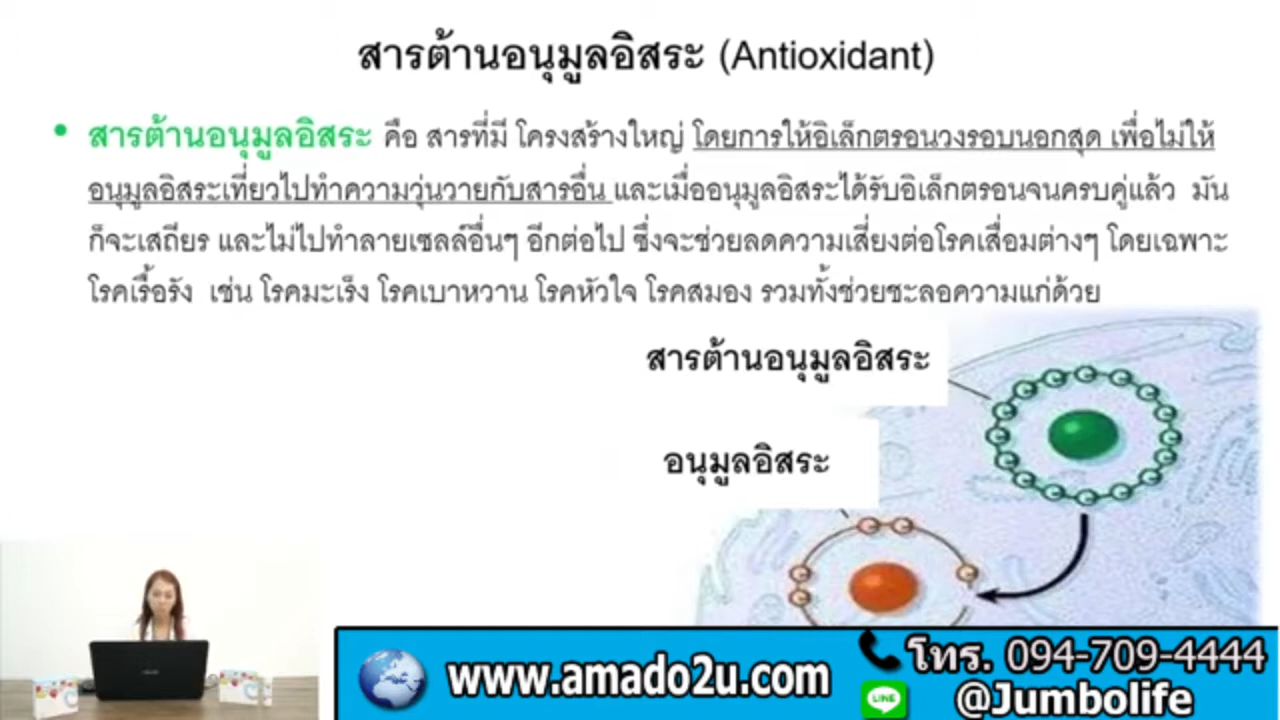 สารต้านอนุมูลอิสระ (Antioxidant)
• สารต้านอนุมูลอิสระ คือ สารที่มี โครงสร้างใหญ่ โดยการให้อิเล็กตรอนวงรอบนอกสุด เพื่อไม่ให้
อนุมูลอิสระเที่ยวไปทำความวุ่นวายกับสารอื่น และเมื่ออนุมูลอิสระได้รับอิเล็กตรอนจนครบคู่แล้ว มัน
ก็จะเสถียร และไม่ไปทำลายเซลล์อื่นๆ อีกต่อไป ซึ่งจะช่วยลดความเสี่ยงต่อโรคเสื่อมต่างๆ โดยเฉพาะ
โรคเรื้อรัง เช่น โรคมะเร็ง โรคเบาหวาน โรคหัวใจ โรคสมอง รวมทั้งช่วยชะลอความแก่ด้วย
สารต้านอนุมูลอิสระ
อนุมูลอิสระ
www.amado2u.com
โทร. 094-709-4444
LINE @Jumbolife